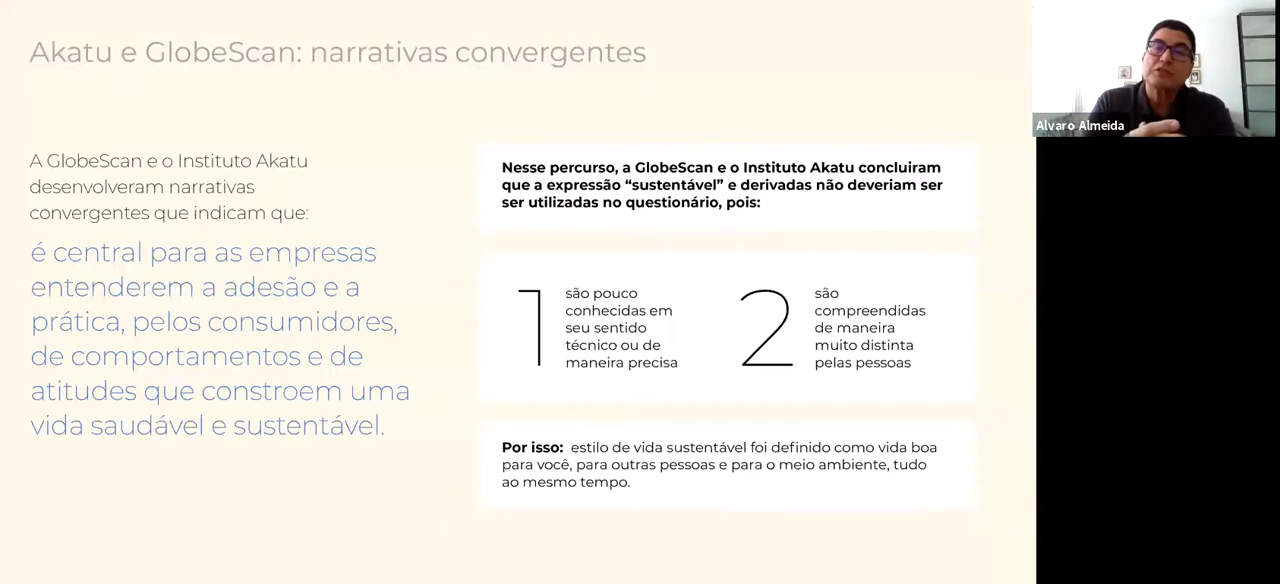 Akatu e GlobeScan: narrativas convergentes
A GlobeScan e o Instituto Akatu
desenvolveram narrativas
convergentes que indicam que:
é central para as empresas
entenderem a adesão e a
prática, pelos consumidores,
de comportamentos e de
atitudes que constroem uma
vida saudável e sustentável.
Nesse percurso, a GlobeScan e o Instituto Akatu concluiram
que a expressão “sustentável” e derivadas não deveriam ser
ser utilizadas no questionário, pois:
1
são pouco
conhecidas em
seu sentido
técnico ou de
maneira precisa
2
são
compreendidas
de maneira
muito distinta
pelas pessoas
Por isso: estilo de vida sustentável foi definido como vida boa
para você, para outras pessoas e para o meio ambiente, tudo
ao mesmo tempo.
Alvaro Almeida